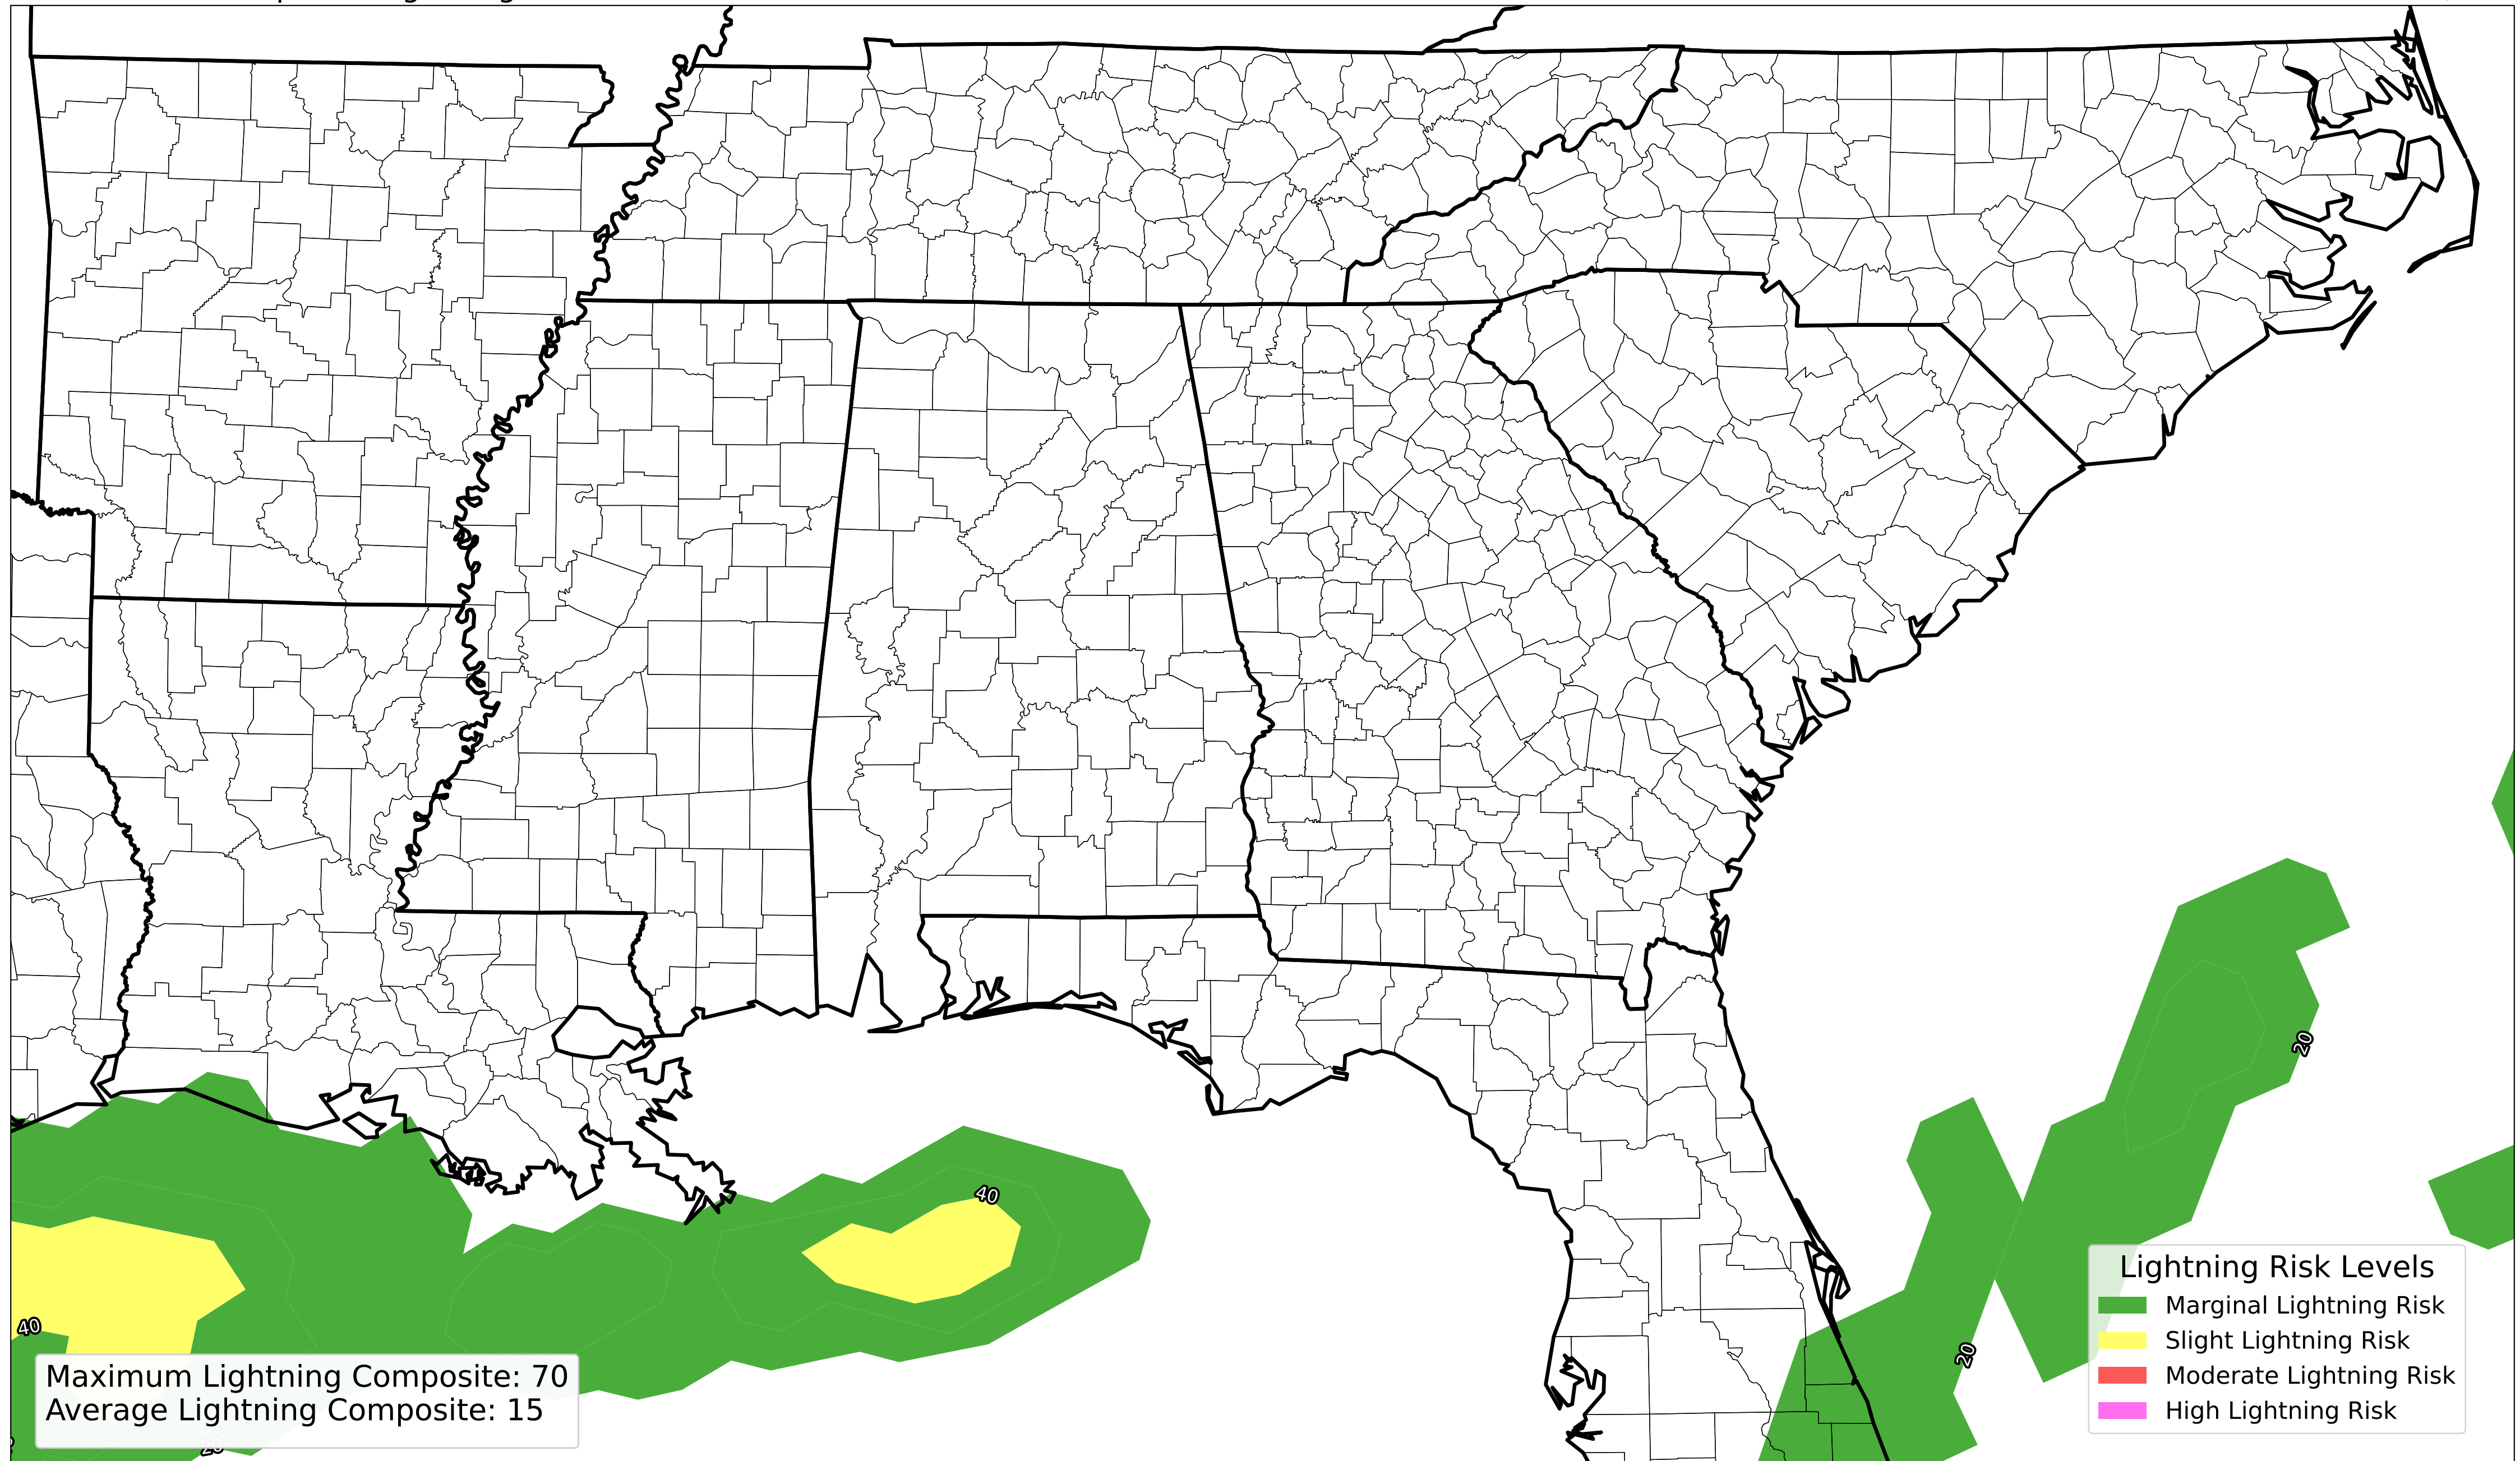 20
40
20
40
Lightning Risk Levels
Marginal Lightning Risk
Slight Lightning Risk
Moderate Lightning Risk
High Lightning Risk
Maximum Lightning Composite: 70
Average Lightning Composite: 15
20